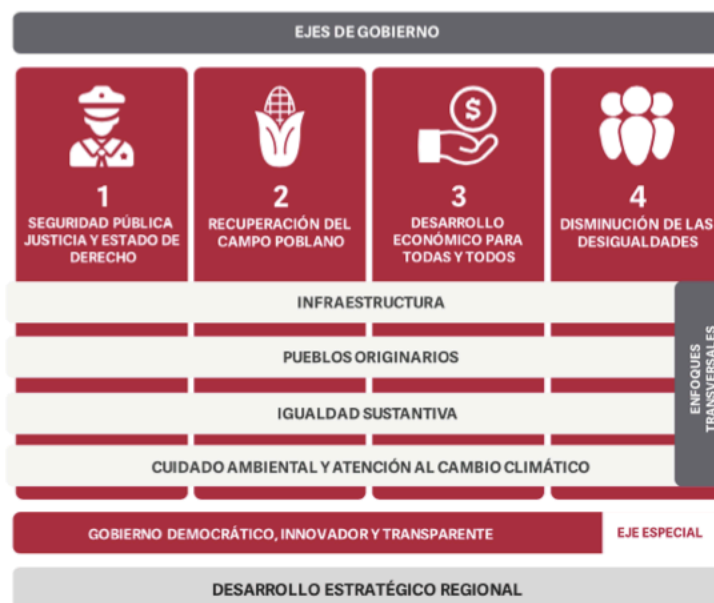 EJES DE GOBIERNO
$
1
SEGURIDAD PÚBLICA
JUSTICIA Y ESTADO DE
DERECHO
2
RECUPERACIÓN DEL
CAMPO POBLANO
3
DESARROLLO
ECONÓMICO PARA
TODAS Y TODOS
4
DISMINUCIÓN DE LAS
DESIGUALDADES
INFRAESTRUCTURA
PUEBLOS ORIGINARIOS
IGUALDAD SUSTANTIVA
CUIDADO AMBIENTAL Y ATENCIÓN AL CAMBIO CLIMÁTICO
ENFOQUES
TRANSVERSALES
GOBIERNO DEMOCRÁTICO, INNOVADOR Y TRANSPARENTE
EJE ESPECIAL
DESARROLLO ESTRATÉGICO REGIONAL